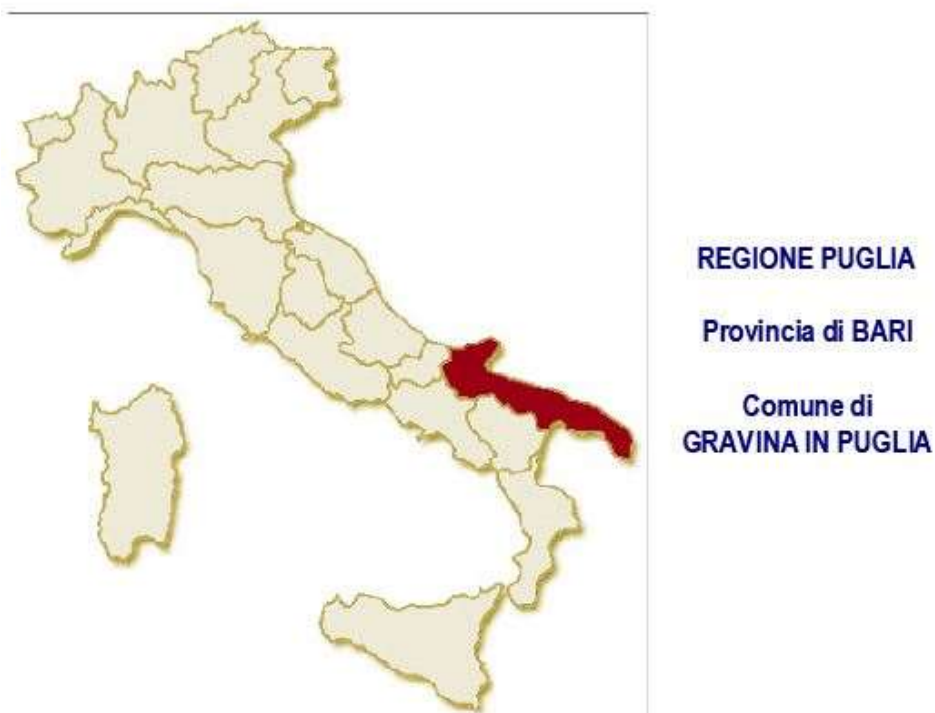 REGIONE PUGLIA
Provincia di BARI
Comune di
GRAVINA IN PUGLIA